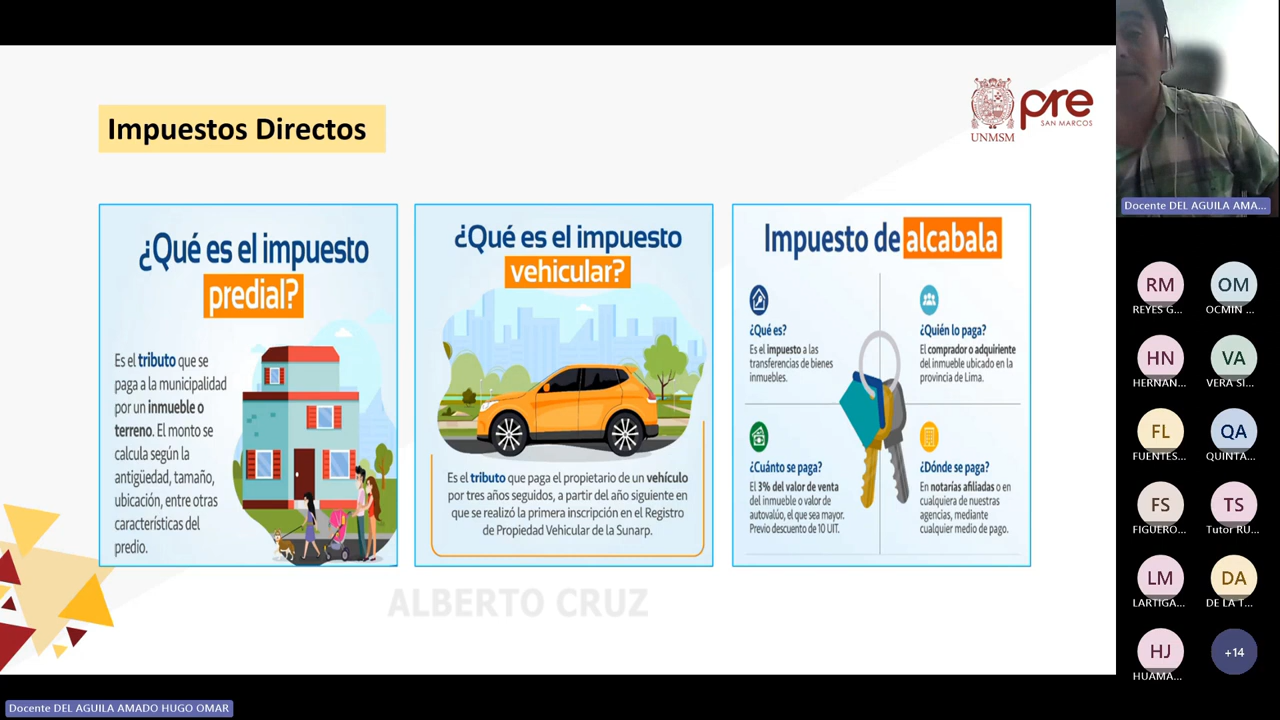 Impuestos Directos
UNMSM
pre
SAN MARCOS
¿Qué es el impuesto
predial?
Es el tributo que se
paga a la municipalidad
por un inmueble o
terreno. El monto se
calcula según la
antigüedad, tamaño,
ubicación, entre otras
características del
predio.
¿Qué es el impuesto
vehicular?
Es el tributo que paga el propietario de un vehículo
por tres años seguidos, a partir del año siguiente en
que se realizó la primera inscripción en el Registro
de Propiedad Vehicular de la Sunarp.
Impuesto de alcabala
¿Qué es?
Es el impuesto a las
transferencias de bienes
inmuebles.
¿Quién lo paga?
El comprador o adquiriente
del inmueble ubicado en la
provincia de Lima.
¿Cuánto se paga?
El 3% del valor de venta
del inmueble o valor de
autovalúo, el que sea mayor.
Previo descuento de 10 UIT.
¿Dónde se paga?
En notarías afiliadas o en
cualquiera de nuestras
agencias, mediante
cualquier medio de pago.
ALBERTO CRUZ
Docente DEL AGUILA AMA...
RM
REYES G...
OM
OCMIN ...
HN
HERNAN...
VA
VERA SI...
FL
FUENTES...
QA
QUINTA...
FS
FIGUERO...
TS
Tutor RU...
LM
LARTIGA...
DA
DE LA T...
HJ
HUAMA...
+14
Docente DEL AGUILA AMADO HUGO OMAR